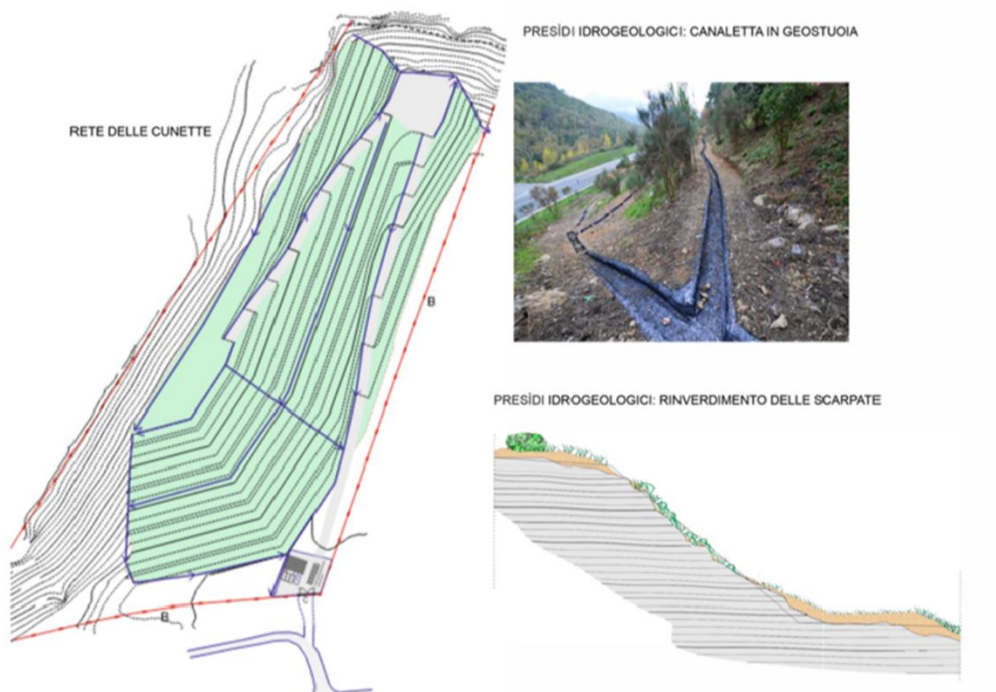 PRESÌDI IDROGEOLOGICI: CANALETTA IN GEOSTUOIA
RETE DELLE CUNETTE
B
PRESÌDI IDROGEOLOGICI: RINVERDIMENTO DELLE SCARPATE
B